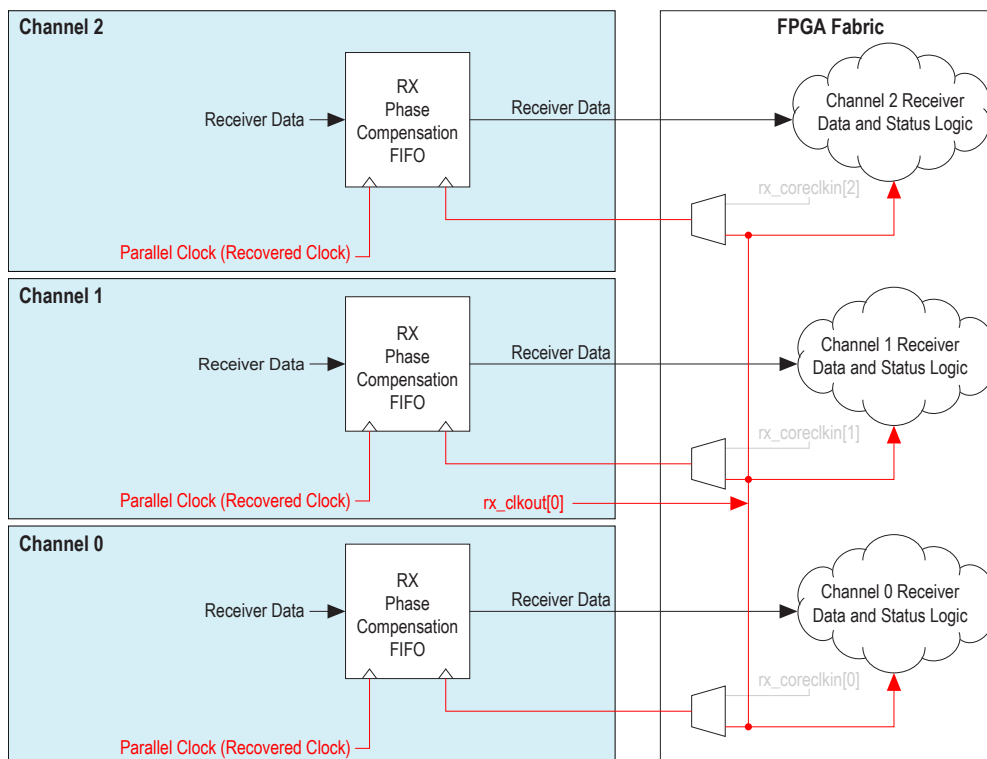 Channel 2
FPGA Fabric
RX
Phase
Compensation
FIFO
Receiver Data
Receiver Data
Channel 2 Receiver
Data and Status Logic
rx_coreclkin[2]
Parallel Clock (Recovered Clock)
Channel 1
RX
Phase
Compensation
FIFO
Receiver Data
Receiver Data
Channel 1 Receiver
Data and Status Logic
rx_coreclkin[1]
Parallel Clock (Recovered Clock)
rx_clkout[0]
Channel 0
RX
Phase
Compensation
FIFO
Receiver Data
Receiver Data
Channel 0 Receiver
Data and Status Logic
rx_coreclkin[0]
Parallel Clock (Recovered Clock)